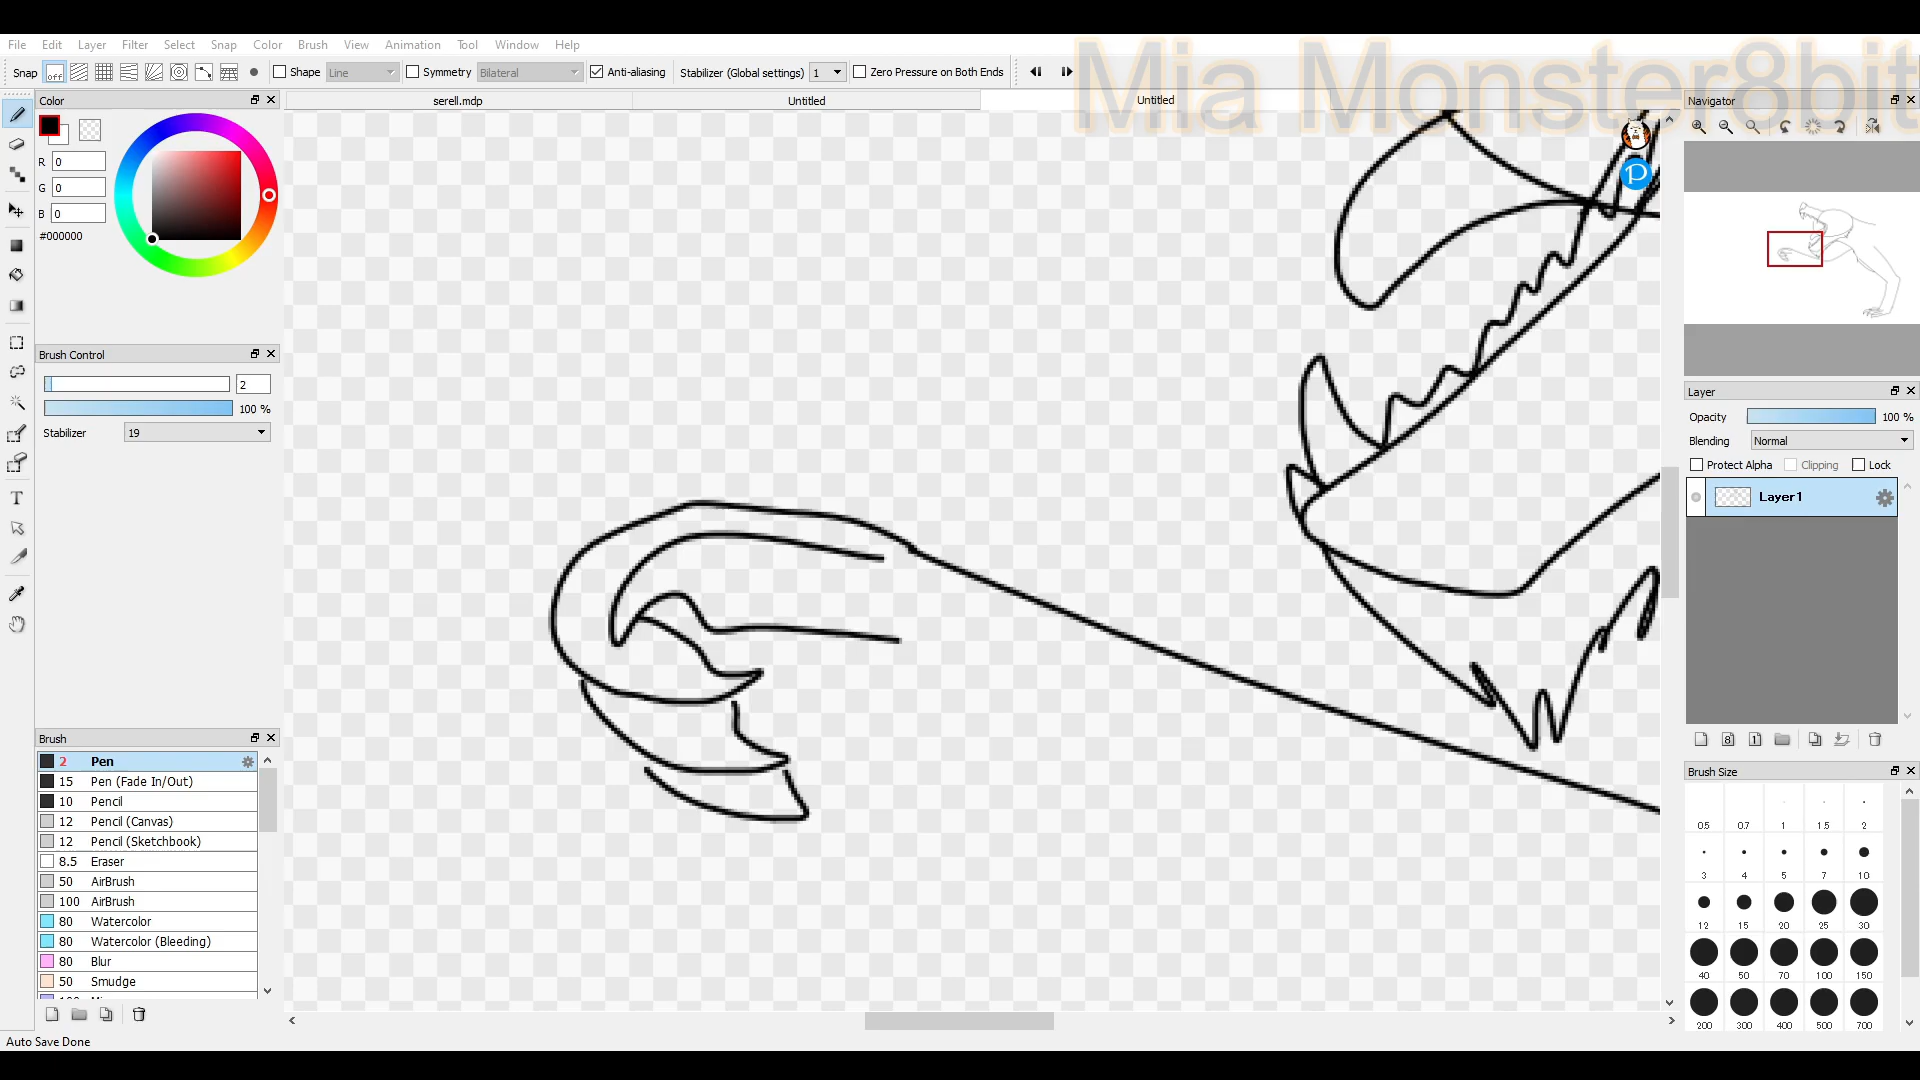 File Edit Layer Filter Select Snap Color Brush View Animation Tool Window Help
Snap off Shape Line Symmetry Bilateral Anti-aliasing Stabilizer (Global settings) 1 Zero Pressure on Both Ends
Mia Monster8bit
Color
serell.mdp Untitled Untitled
Navigator
R 0
G 0
B 0
#000000
P
Brush Control
2
100 %
Stabilizer 19
Layer
Opacity 100 %
Blending Normal
Protect Alpha Clipping Lock
Layer1
8 1
T
Brush
2 Pen
15 Pen (Fade In/Out)
10 Pencil
12 Pencil (Canvas)
12 Pencil (Sketchbook)
8.5 Eraser
50 AirBrush
100 AirBrush
80 Watercolor
80 Watercolor (Bleeding)
80 Blur
50 Smudge
Brush Size
0.5 0.7 1 1.5 2
3 4 5 7 10
12 15 20 25 30
40 50 70 100 150
200 300 400 500 700
Auto Save Done